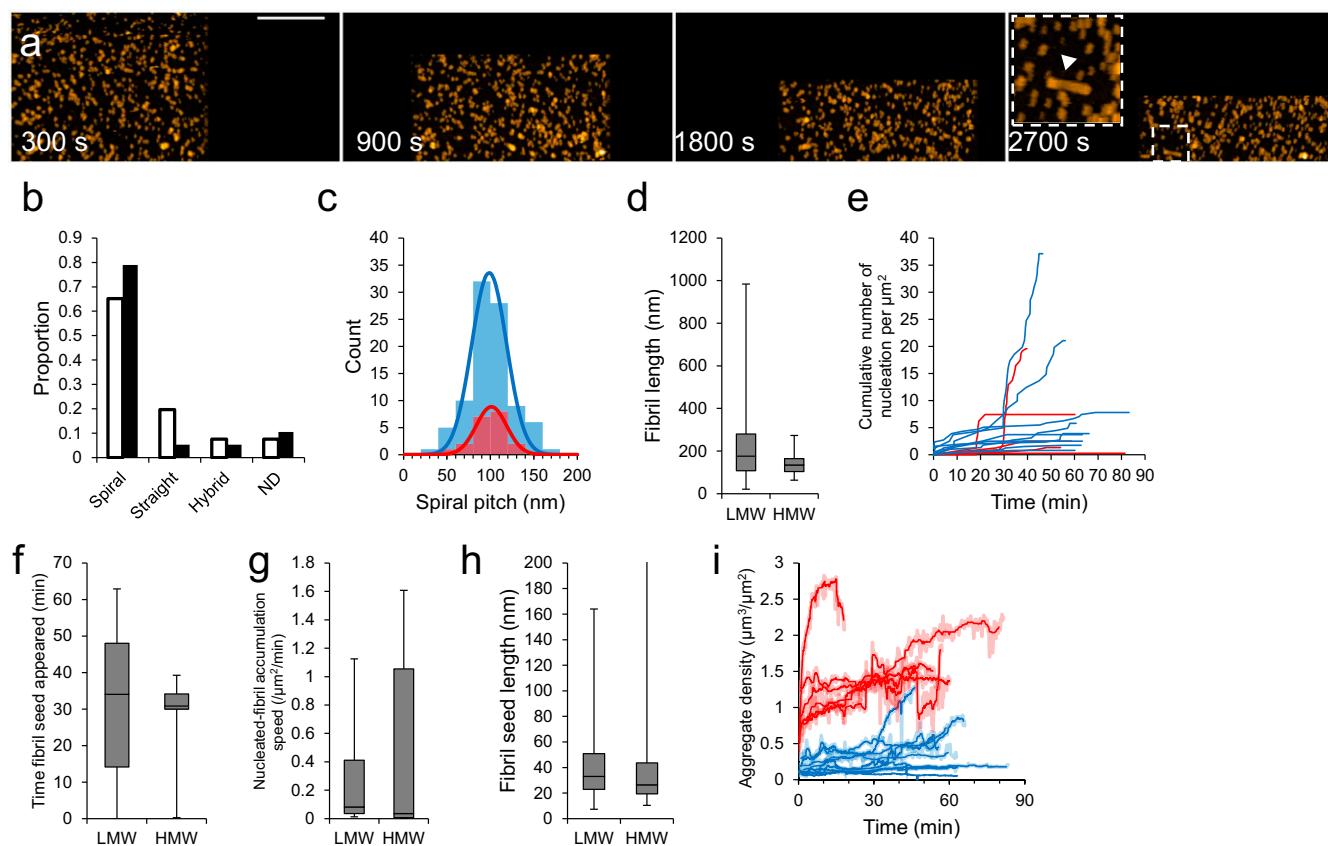 a
300 s
900 s
1800 s
2700 s
b
Proportion
0.9
0.8
0.7
0.6
0.5
0.4
0.3
0.2
0.1
0
Spiral
Straight
Hybrid
ND
c
Count
40
35
30
25
20
15
10
5
0
0
50
100
150
200
Spiral pitch (nm)
d
Fibril length (nm)
1200
1000
800
600
400
200
0
LMW
HMW
e
Cumulative number of
nucleation per µm²
40
35
30
25
20
15
10
5
0
0 10 20 30 40 50 60 70 80 90
Time (min)
f
Time fibril seed appeared (min)
70
60
50
40
30
20
10
0
LMW
HMW
g
Nucleated-fibril accumulation
speed (/µm²/min)
1.8
1.6
1.4
1.2
1
0.8
0.6
0.4
0.2
0
LMW
HMW
h
Fibril seed length (nm)
200
180
160
140
120
100
80
60
40
20
0
LMW
HMW
i
Aggregate density (µm³/µm²)
3
2.5
2
1.5
1
0.5
0
0
30
60
90
Time (min)